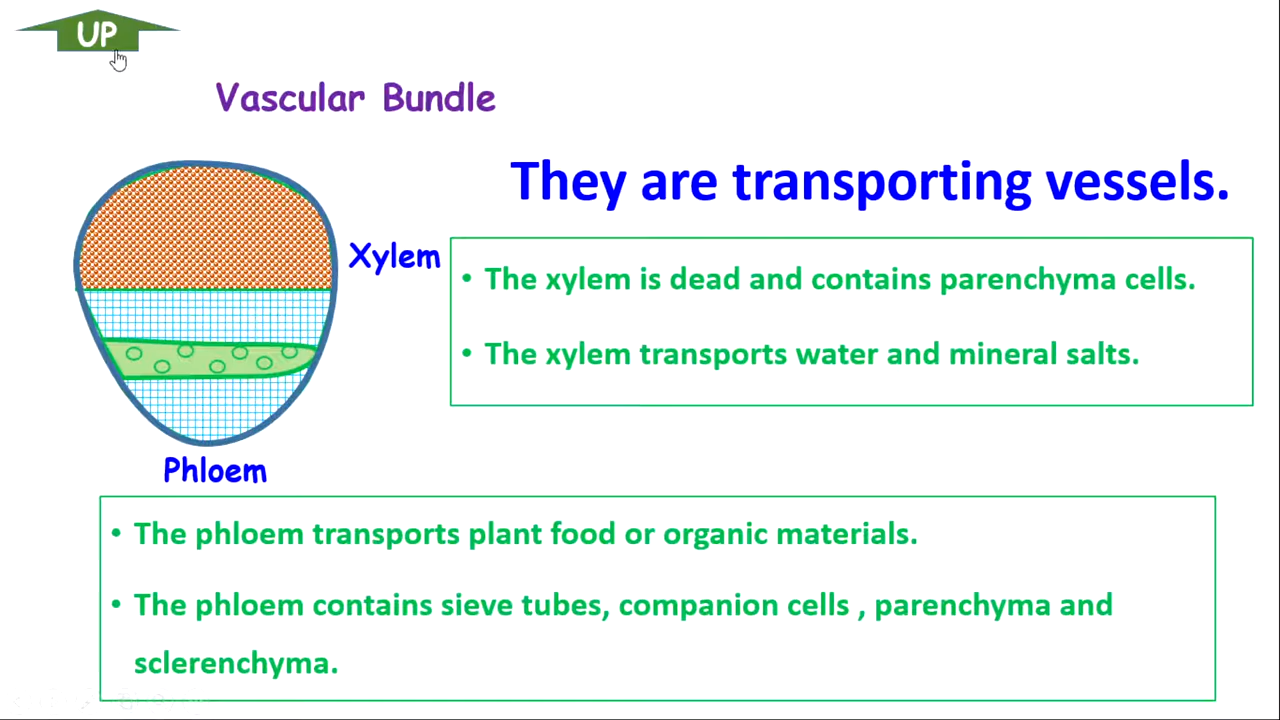 UP
Vascular Bundle
They are transporting vessels.
Xylem
• The xylem is dead and contains parenchyma cells.
• The xylem transports water and mineral salts.
Phloem
• The phloem transports plant food or organic materials.
• The phloem contains sieve tubes, companion cells , parenchyma and
sclerenchyma.